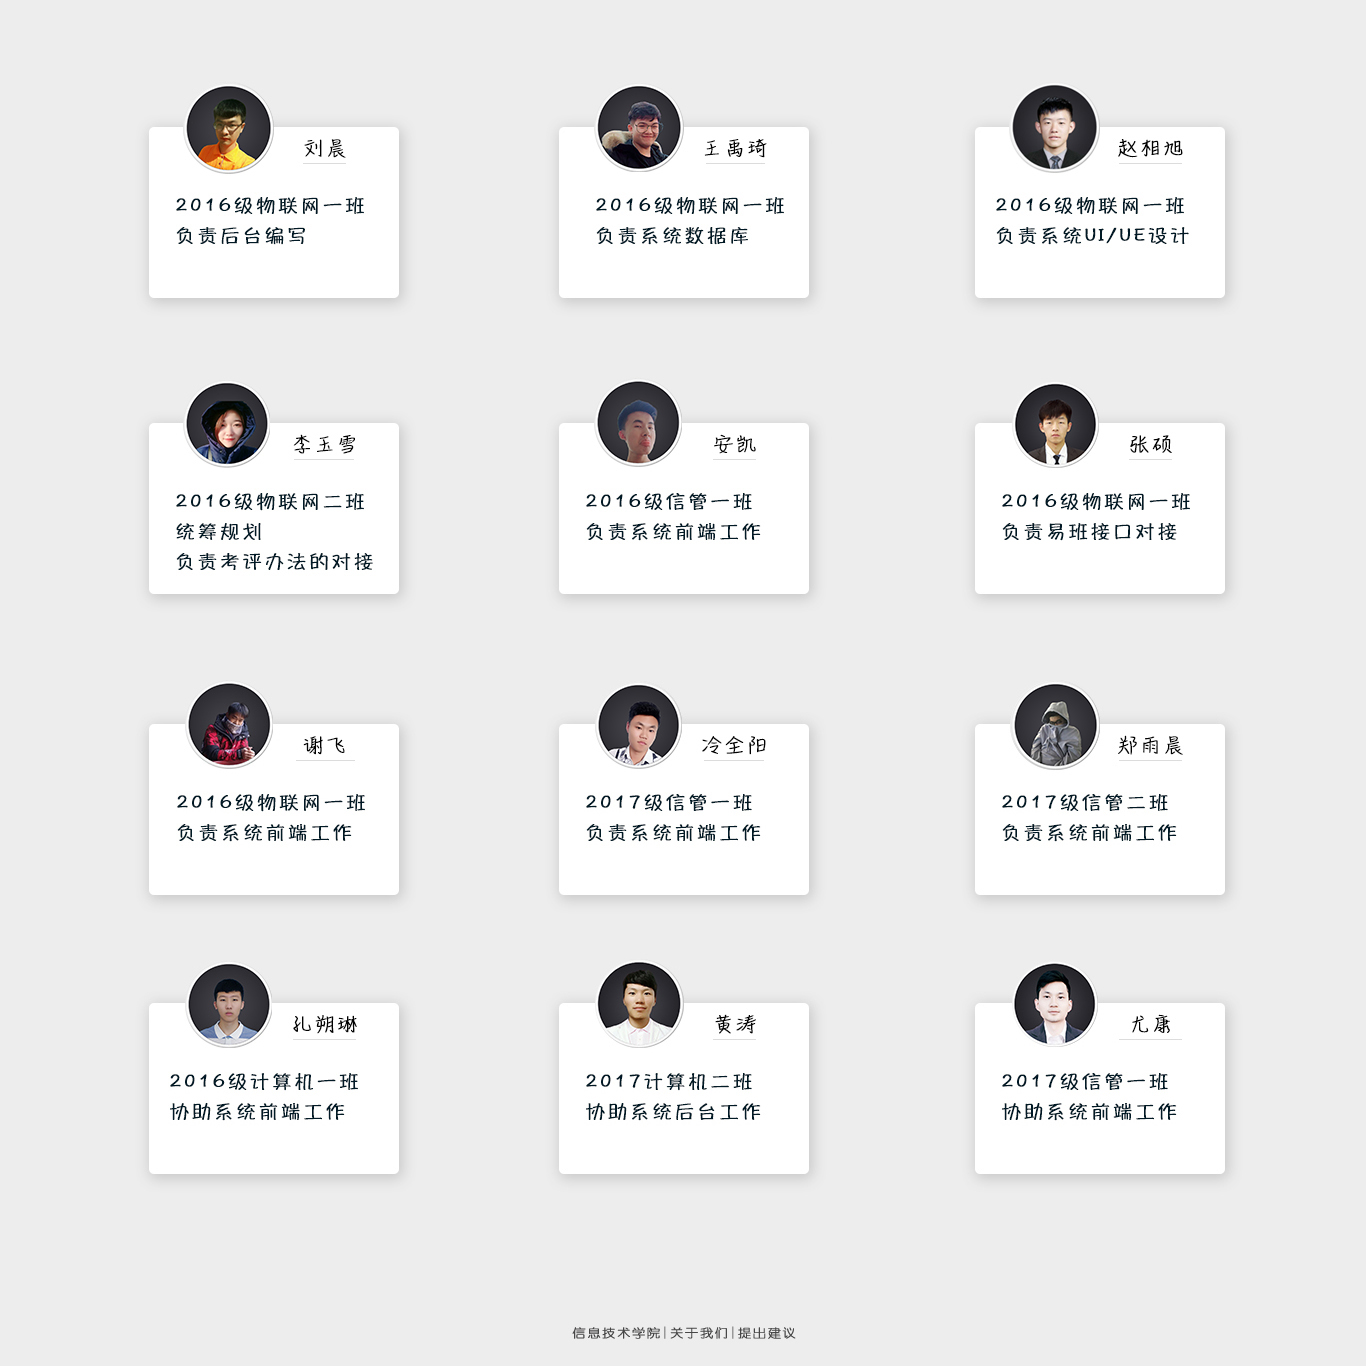 刘晨
2016级物联网一班
负责后台编写
王禹琦
2016级物联网一班
负责系统数据库
赵相旭
2016级物联网一班
负责系统UI/UE设计
李玉雪
2016级物联网二班
统筹规划
负责考评办法的对接
安凯
2016级信管一班
负责系统前端工作
张硕
2016级物联网一班
负责易班接口对接
谢飞
2016级物联网一班
负责系统前端工作
冷全阳
2017级信管一班
负责系统前端工作
郑雨晨
2017级信管二班
负责系统前端工作
孔朔琳
2016级计算机一班
协助系统前端工作
黄涛
2017计算机二班
协助系统后台工作
尤康
2017级信管一班
协助系统前端工作
信息技术学院|关于我们|提出建议